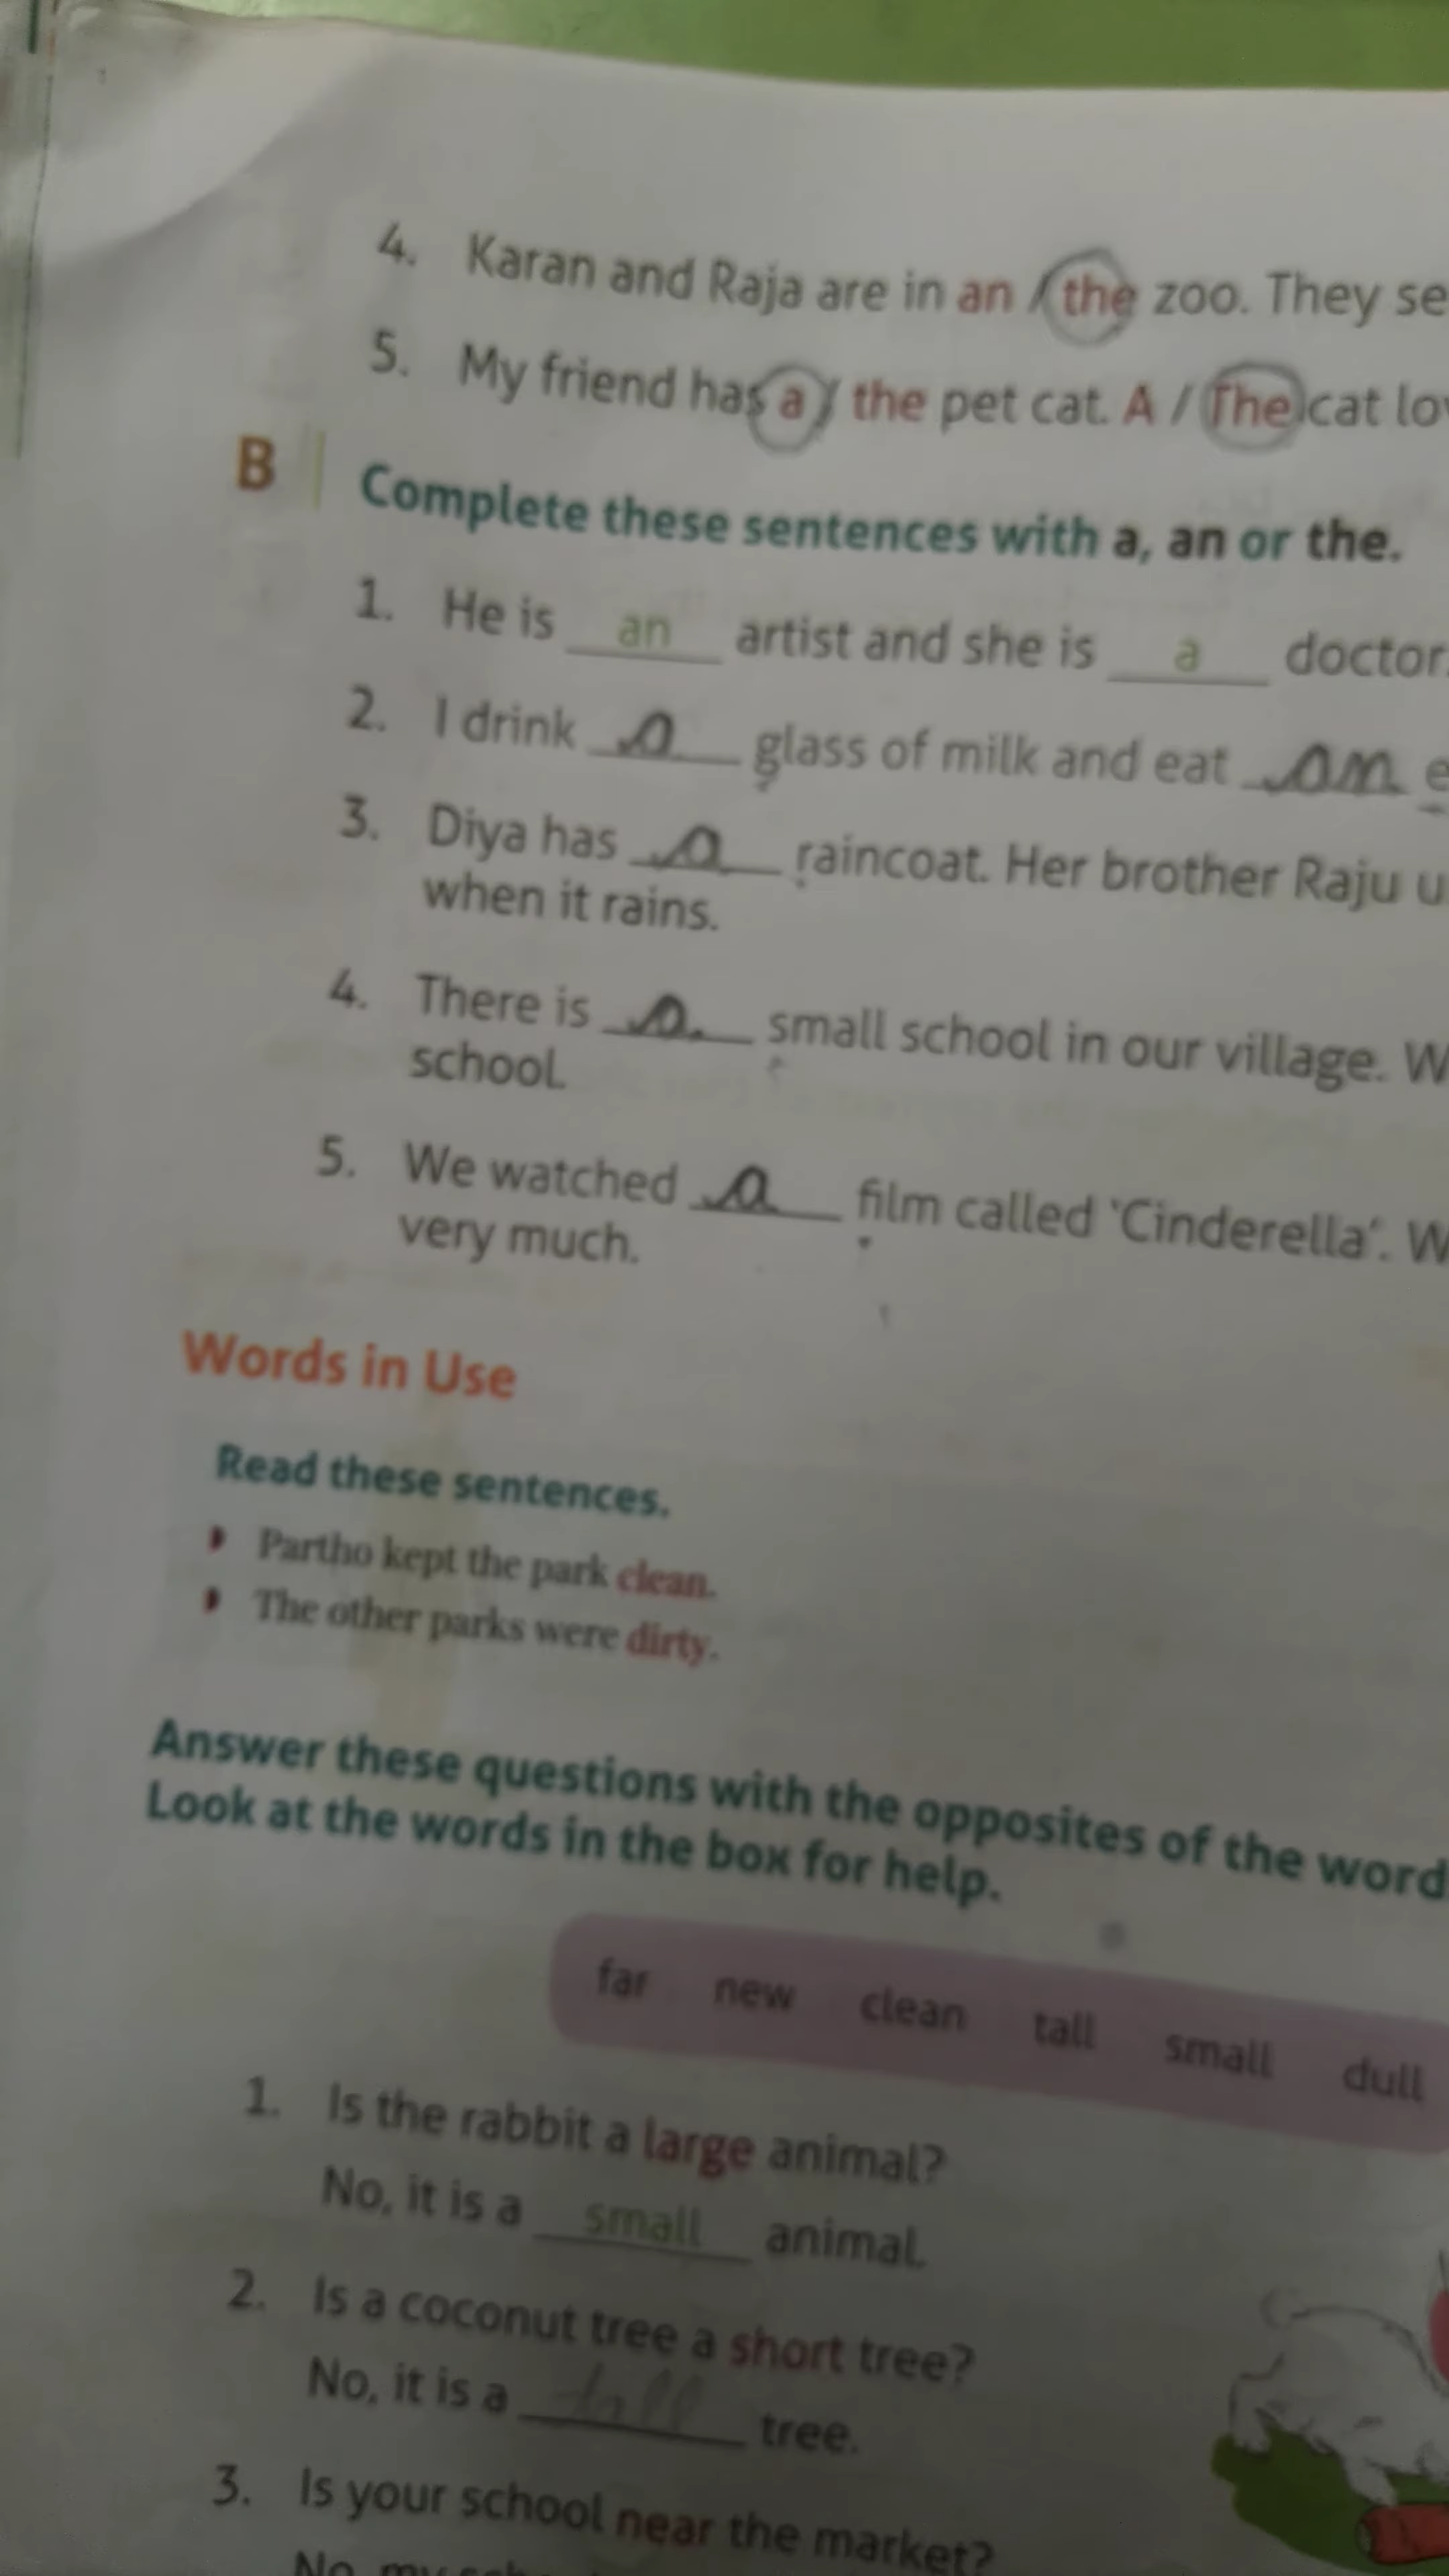 4. Karan and Raja are in an / the zoo. They se
5. My friend has a / the pet cat. A / The cat lo
B Complete these sentences with a, an or the.
1. He is an artist and she is a doctor.
2. I drink a glass of milk and eat an e
3. Diya has a raincoat. Her brother Raju u
when it rains.
4. There is a small school in our village. W
school.
5. We watched a film called ‘Cinderella’. W
very much.
Words in Use
Read these sentences.
Partho kept the park clean.
The other parks were dirty.
Answer these questions with the opposites of the word
Look at the words in the box for help.
far new clean tall small dull
1. Is the rabbit a large animal?
No, it is a small animal.
2. Is a coconut tree a short tree?
No, it is a tall tree.
3. Is your school near the market?
No, my sch